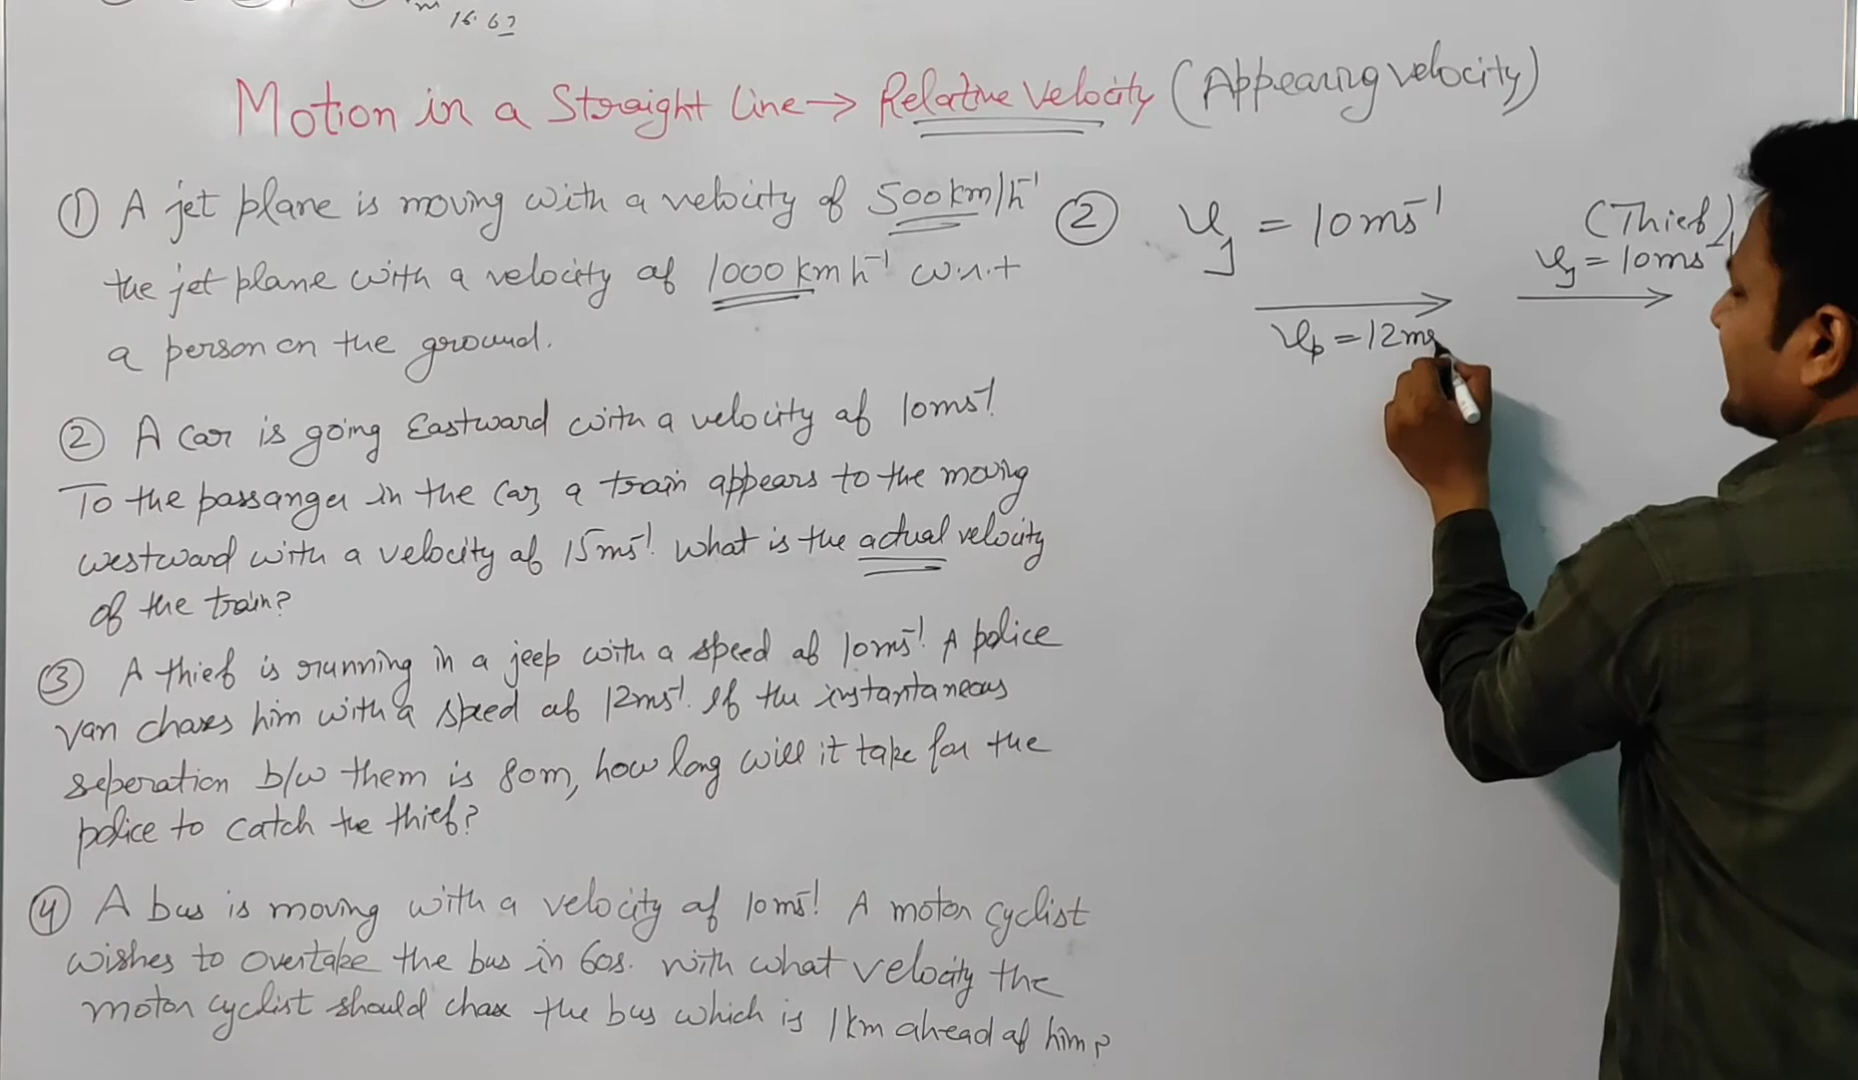 16.67
Motion in a Straight Line → Relative Velocity (Appearing velocity)
① A jet plane is moving with a velocity of 500km/h⁻¹
the jet plane with a velocity of 1000 km h⁻¹ w.r.t
a person on the ground.
② A car is going Eastward with a velocity of 10ms⁻¹.
To the passanger in the car, a train appears to the moving
westward with a velocity of 15ms⁻¹. What is the actual velocity
of the train?
③ A thief is running in a jeep with a speed of 10ms⁻¹. A police
van chases him with a speed of 12ms⁻¹. If the instantaneous
seperation b/w them is 80m, how long will it take for the
police to catch the thief?
④ A bus is moving with a velocity of 10ms⁻¹. A motor cyclist
wishes to overtake the bus in 60s. With what velocity the
motor cyclist should chase the bus which is 1km ahead of him?
② vj = 10ms⁻¹
(Thief)
vj = 10ms⁻¹
vp = 12ms